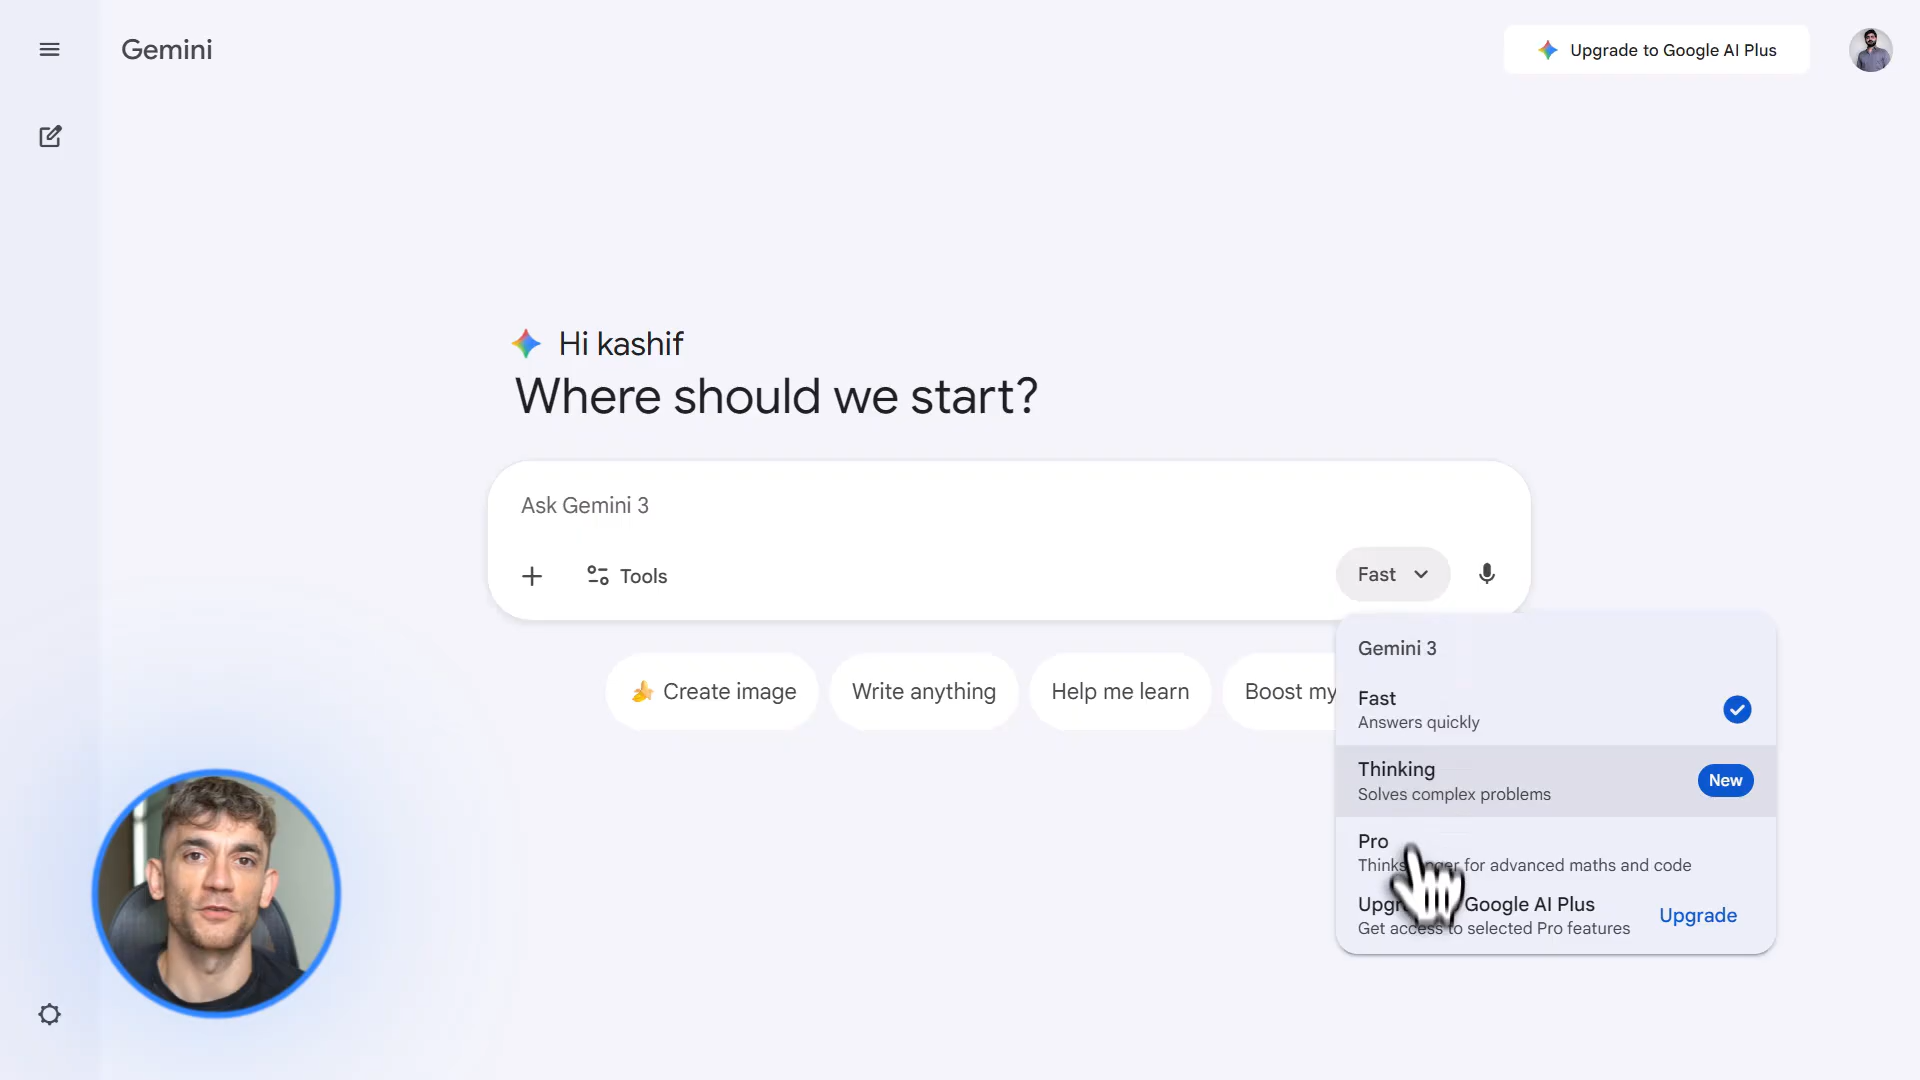 Gemini
Upgrade to Google AI Plus
Hi kashif
Where should we start?
Ask Gemini 3
Tools
Fast
Create image
Write anything
Help me learn
Boost my
Gemini 3
Fast
Answers quickly
Thinking
Solves complex problems
New
Pro
for advanced maths and code
Google AI Plus
Get access to selected Pro features
Upgrade